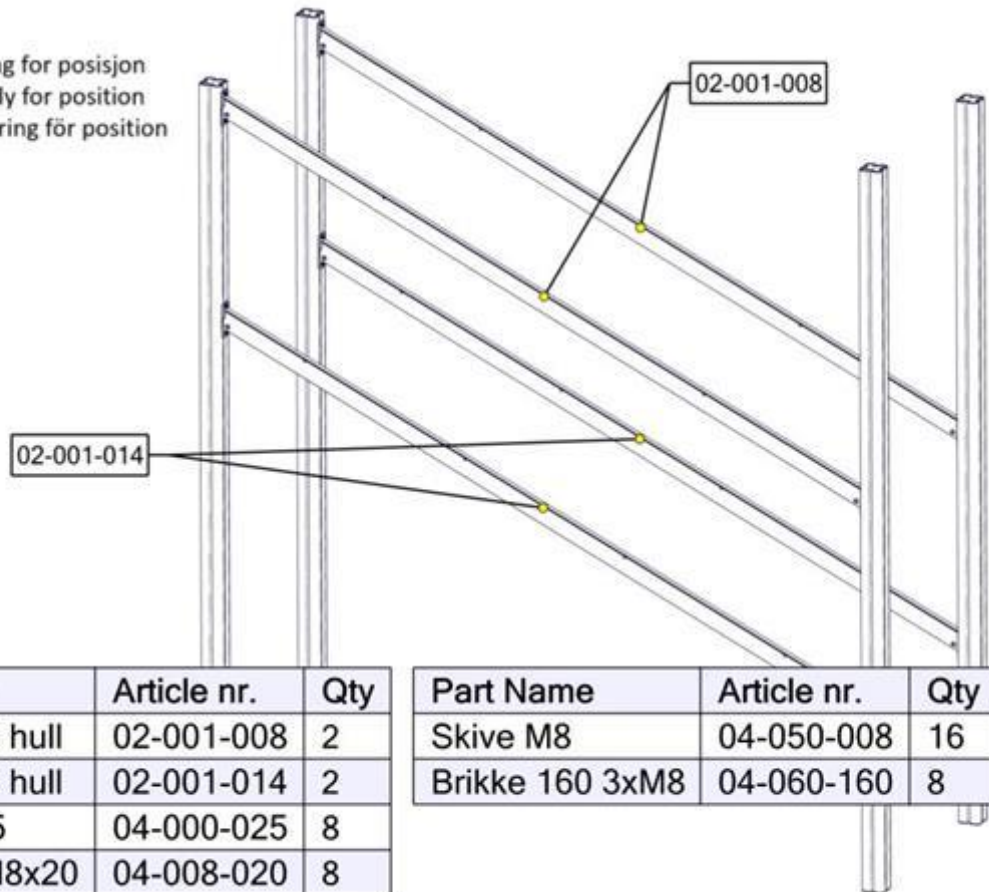 g for posisjon
ly for position
ring för position
02-001-008
02-001-014
Article nr. Qty
hull 02-001-008 2
hull 02-001-014 2
5 04-000-025 8
8x20 04-008-020 8
Part Name Article nr. Qty
Skive M8 04-050-008 16
Brikke 160 3xM8 04-060-160 8